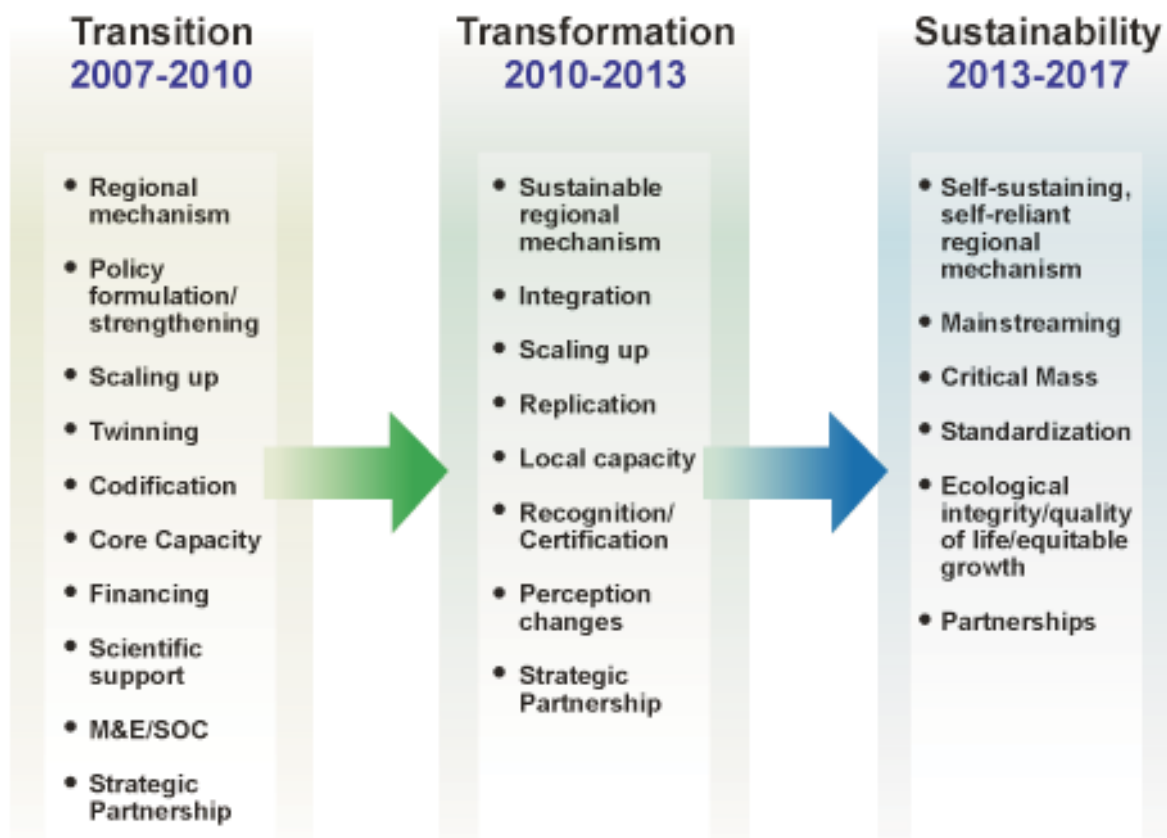 Transition
2007-2010
• Regional
mechanism
• Policy
formulation/
strengthening
• Scaling up
• Twinning
• Codification
• Core Capacity
• Financing
• Scientific
support
• M&E/SOC
• Strategic
Partnership
Transformation
2010-2013
• Sustainable
regional
mechanism
• Integration
• Scaling up
• Replication
• Local capacity
• Recognition/
Certification
• Perception
changes
• Strategic
Partnership
Sustainability
2013-2017
• Self-sustaining,
self-reliant
regional
mechanism
• Mainstreaming
• Critical Mass
• Standardization
• Ecological
integrity/quality
of life/equitable
growth
• Partnerships